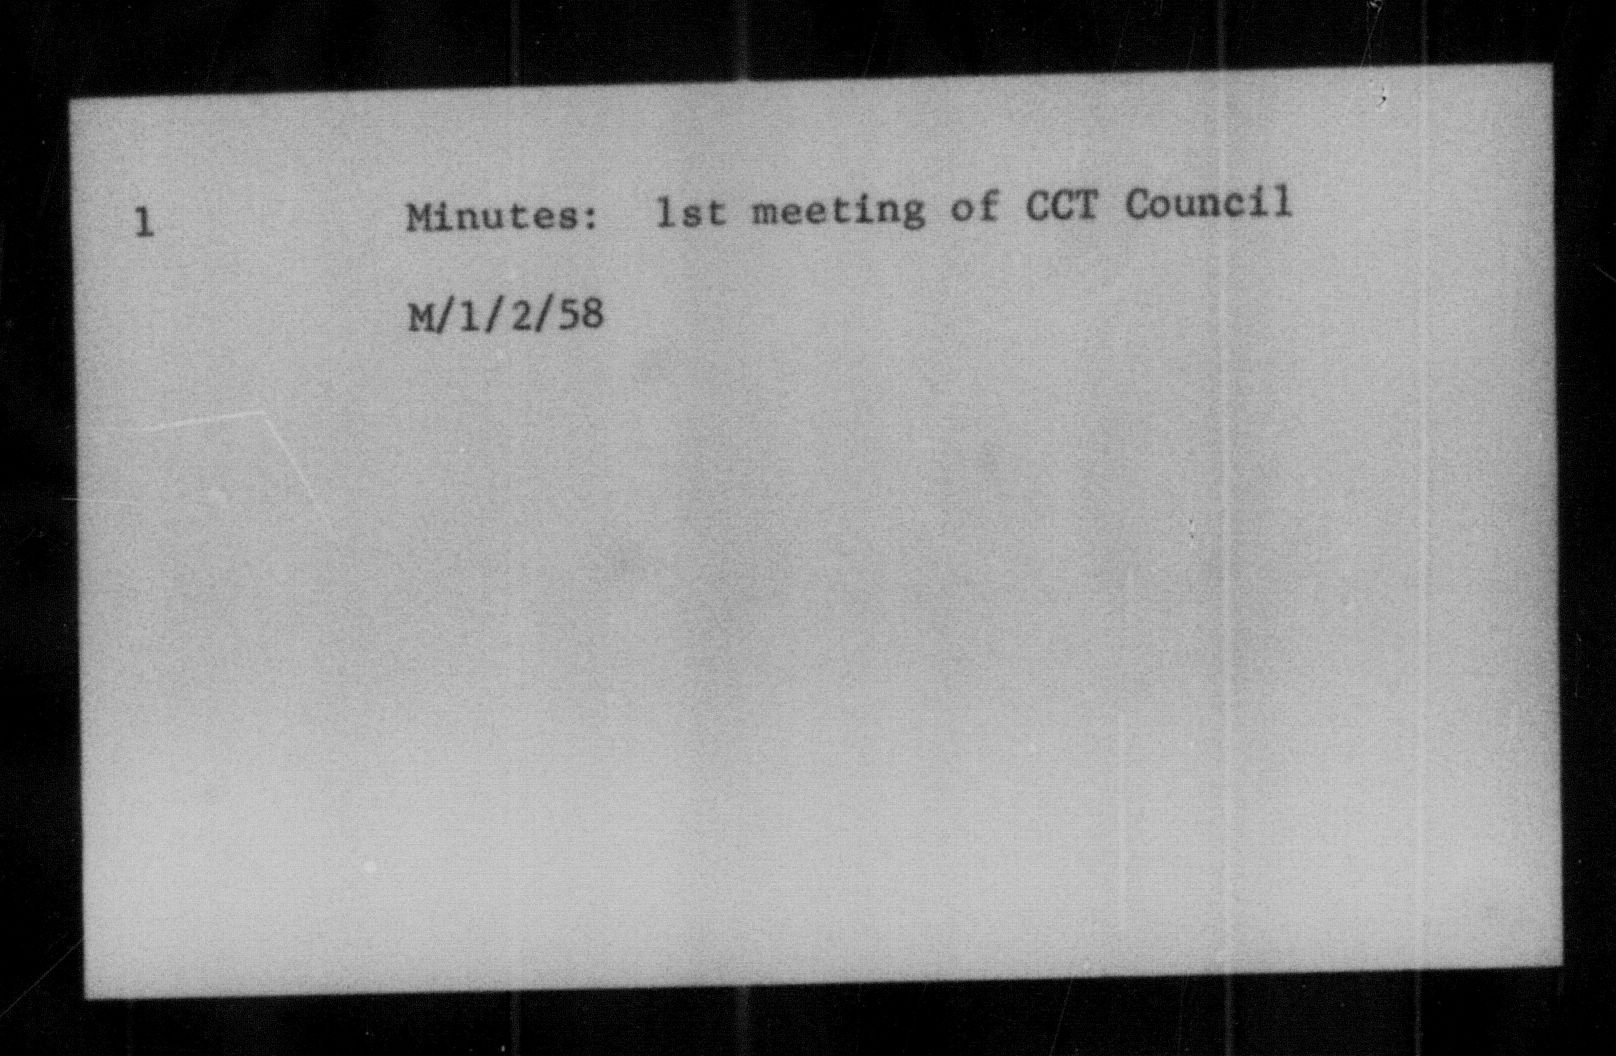 1 Minutes: 1st meeting of CCT Council
M/1/2/58